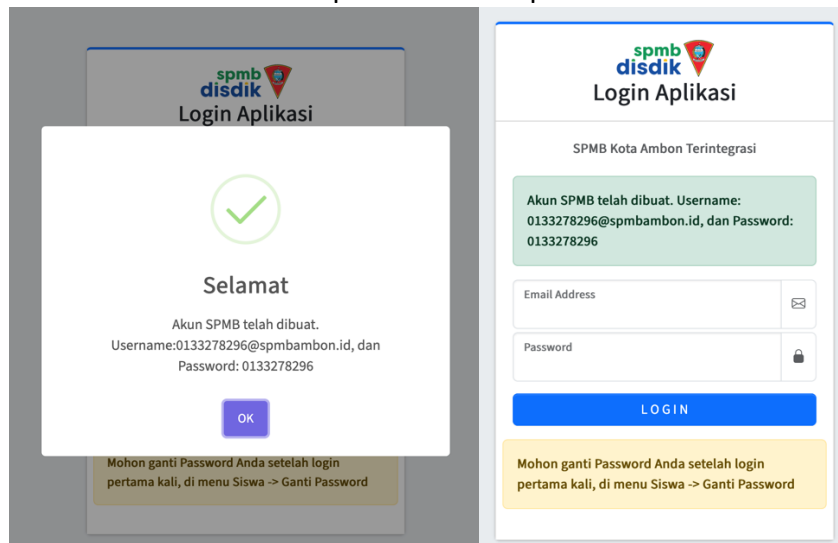 spmb
disdik
Login Aplikasi
Selamat
Akun SPMB telah dibuat.
Username:0133278296@spmbambon.id, dan
Password: 0133278296
OK
Mohon ganti Password Anda setelah login
pertama kali, di menu Siswa -> Ganti Password
spmb
disdik
Login Aplikasi
SPMB Kota Ambon Terintegrasi
Akun SPMB telah dibuat. Username:
0133278296@spmbambon.id, dan Password:
0133278296
Email Address
Password
LOGIN
Mohon ganti Password Anda setelah login
pertama kali, di menu Siswa -> Ganti Password